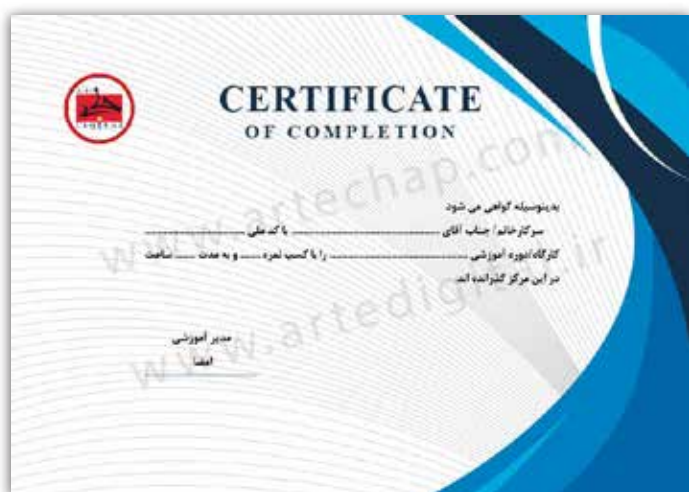 CERTIFICATE
OF COMPLETION
بدینوسیله گواهی می شود
سرکار خانم/ جناب آقای ........................................ با کد ملی ............................
کارگاه/دوره آموزشی ...................................... را با کسب نمره ...... و به مدت ...... ساعت
در این مرکز گذرانده اند.
مدیر آموزشی
امضا
www.artechap.com
www.artedigital.ir